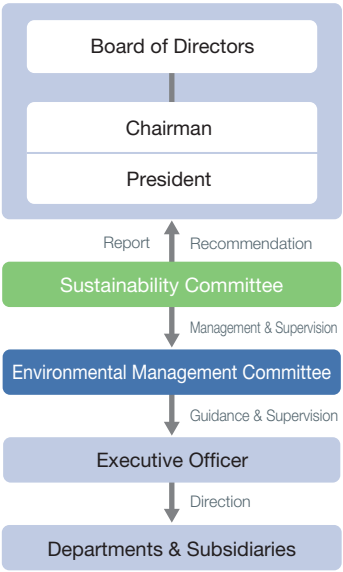 Board of Directors
Chairman
President
Report
Recommendation
Sustainability Committee
Management & Supervision
Environmental Management Committee
Guidance & Supervision
Executive Officer
Direction
Departments & Subsidiaries